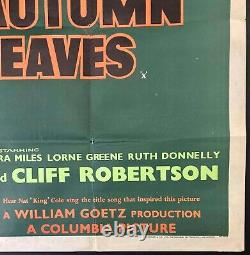 AUTUMN
EAVES
STARRING
RA MILES LORNE GREENE RUTH DONNELLY
d CLIFF ROBERTSON
Hear Nat "King" Cole sing the title song that inspired this picture
A WILLIAM GOETZ PRODUCTION
A COLUMBIA PICTURE